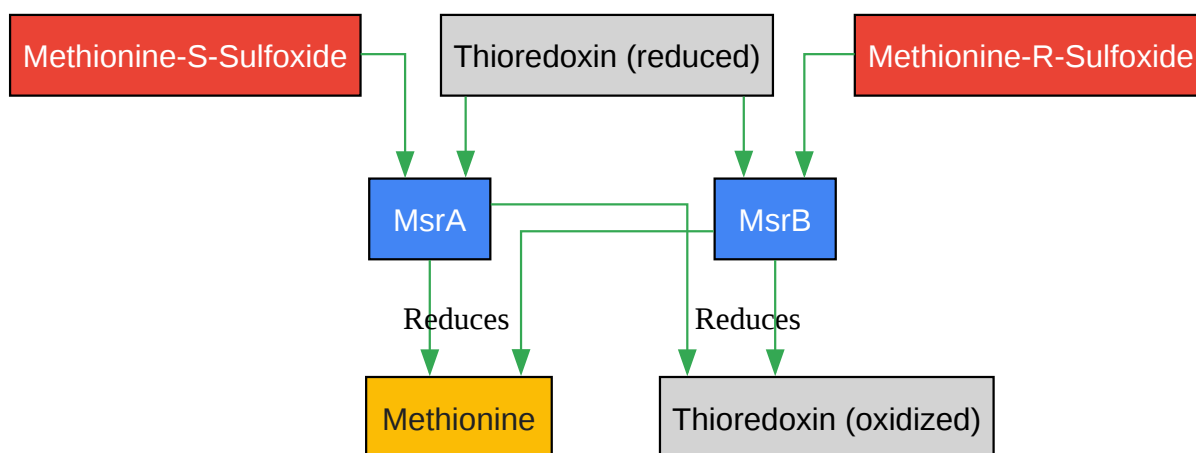 Methionine-S-Sulfoxide
Thioredoxin (reduced)
Methionine-R-Sulfoxide
MsrA
MsrB
Reduces
Reduces
Methionine
Thioredoxin (oxidized)